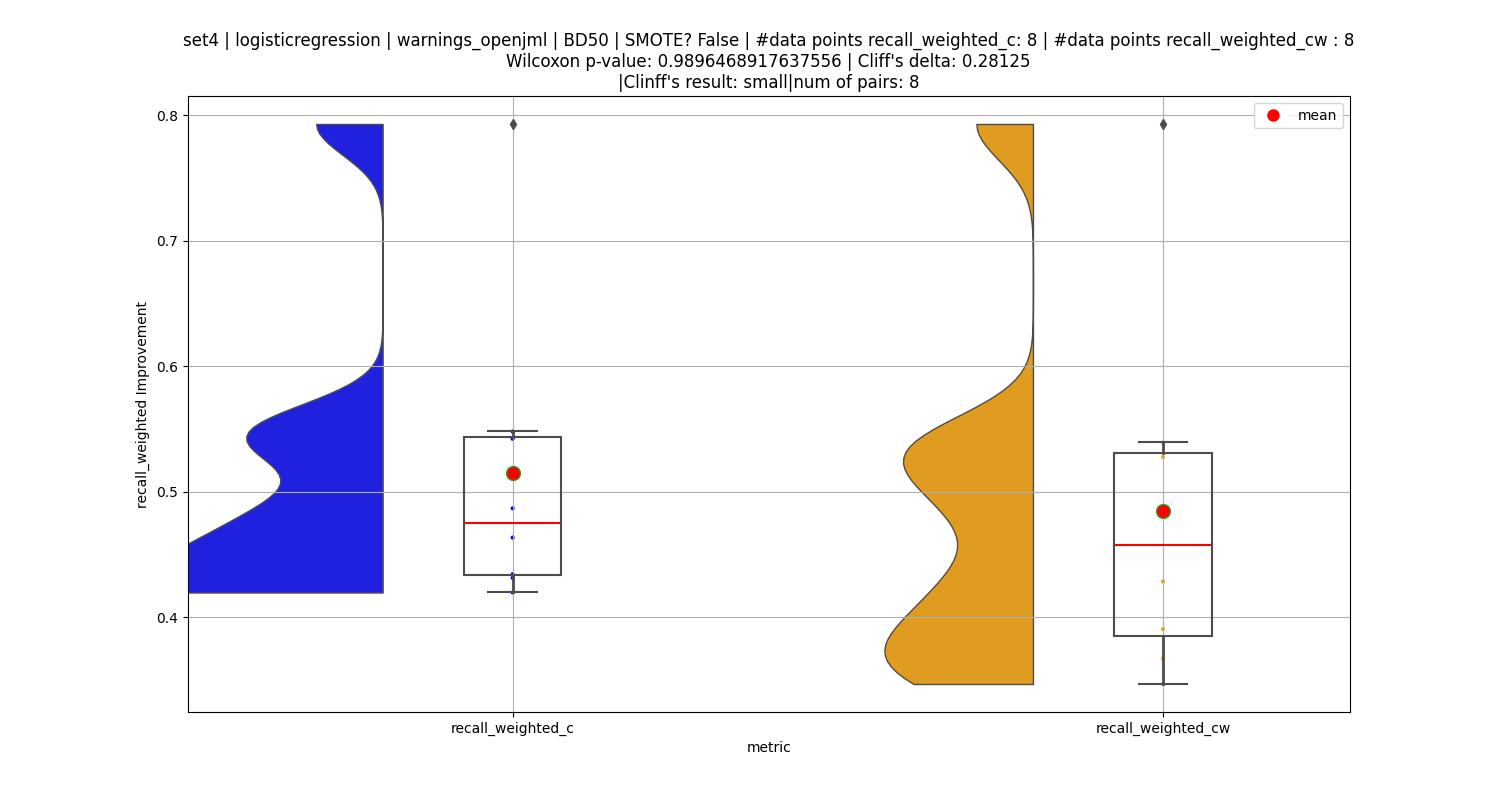 set4 | logisticregression | warnings_openjml | BD50 | SMOTE? False | #data points recall_weighted_c: 8 | #data points recall_weighted_cw : 8
Wilcoxon p-value: 0.9896468917637556 | Cliff's delta: 0.28125
|Clinff's result: small|num of pairs: 8
mean
0.8
0.7
0.6
0.5
0.4
recall_weighted Improvement
recall_weighted_c
recall_weighted_cw
metric